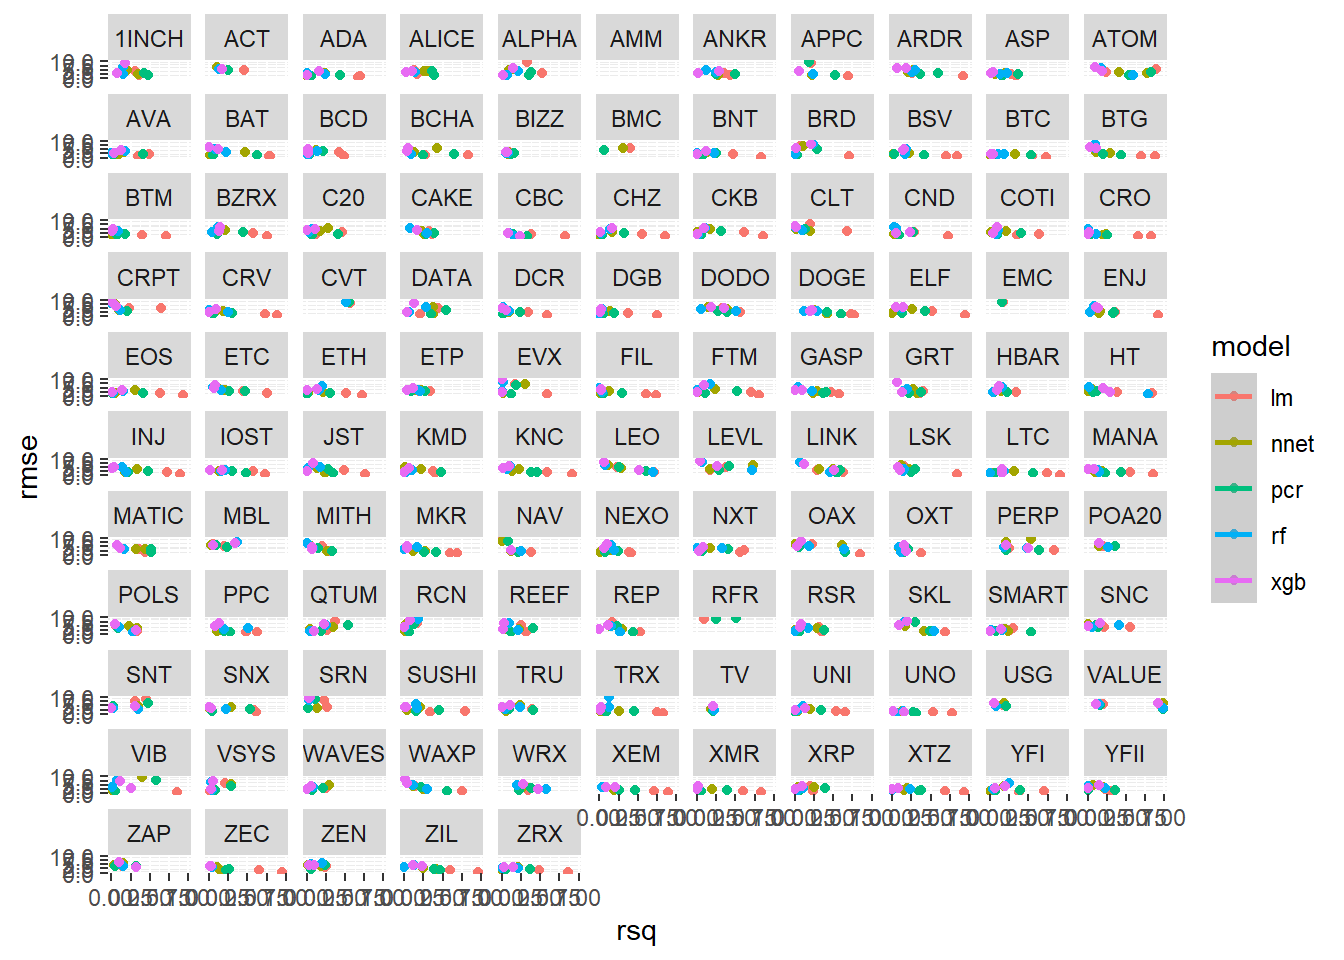 1INCH ACT ADA ALICE ALPHA AMM ANKR APPC ARDR ASP ATOM
AVA BAT BCD BCHA BIZZ BMC BNT BRD BSV BTC BTG
BTM BZRX C20 CAKE CBC CHZ CKB CLT CND COTI CRO
CRPT CRV CVT DATA DCR DGB DODO DOGE ELF EMC ENJ
EOS ETC ETH ETP EVX FIL FTM GASP GRT HBAR HT
model
lm
rmse
INJ IOST JST KMD KNC LEO LEVL LINK LSK LTC MANA
nnet
pcr
MATIC MBL MITH MKR NAV NEXO NXT OAX OXT PERP POA20
rf
xgb
POLS PPC QTUM RCN REEF REP RFR RSR SKL SMART SNC
SNT SNX SRN SUSHI TRU TRX TV UNI UNO USG VALUE
VIB VSYS WAVES WAXP WRX XEM XMR XRP XTZ YFI YFII
ZAP ZEC ZEN ZIL ZRX
rsq